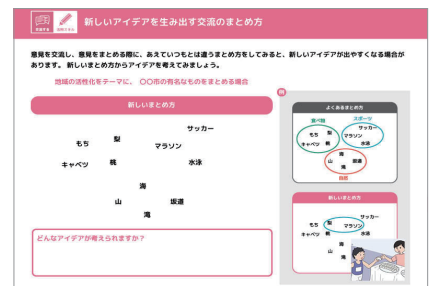 新しいアイデアを生み出す交流のまとめ方
意見を交流し、意見をまとめる際に、あえていつもとは違うまとめ方をしてみると、新しいアイデアが出やすくなる場合が
あります。 新しいまとめ方からアイデアを考えてみましょう。
地域の活性化をテーマに、 〇〇市の有名なものをまとめる場合
新しいまとめ方
サッカー
もち 梨 マラソン
キャベツ 桃 水泳
海
山 坂道
滝
どんなアイデアが考えられますか?
例
よくあるまとめ方
食べ物 スポーツ
サッカー
もち 梨 マラソン
キャベツ 桃 水泳
海
山 坂道
滝
新しいまとめ方
サッカー
もち 梨 マラソン
キャベツ 桃 水泳
海
山
滝